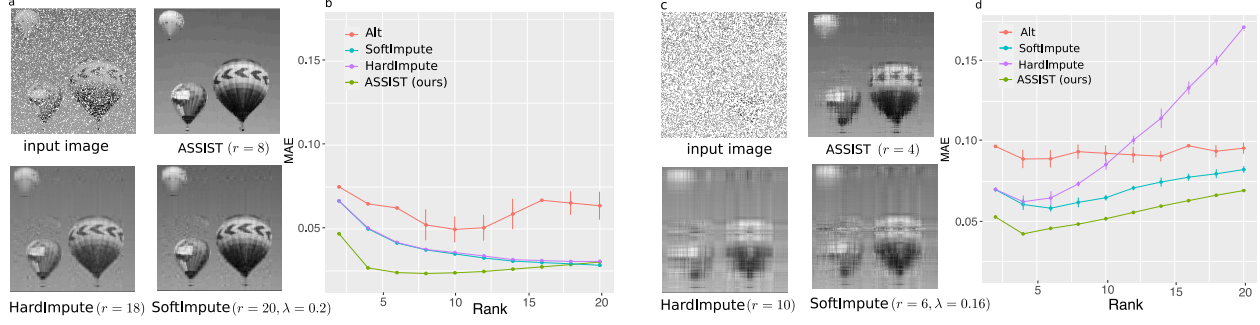 a
input image
ASSIST (r = 8)
HardImpute (r = 18)
SoftImpute (r = 20, λ = 0.2)
b
Alt
SoftImpute
HardImpute
ASSIST (ours)
MAE
0.15
0.10
0.05
5
10
15
20
Rank
c
input image
ASSIST (r = 4)
HardImpute (r = 10)
SoftImpute (r = 6, λ = 0.16)
d
Alt
SoftImpute
HardImpute
ASSIST (ours)
MAE
0.15
0.10
0.05
5
10
15
20
Rank